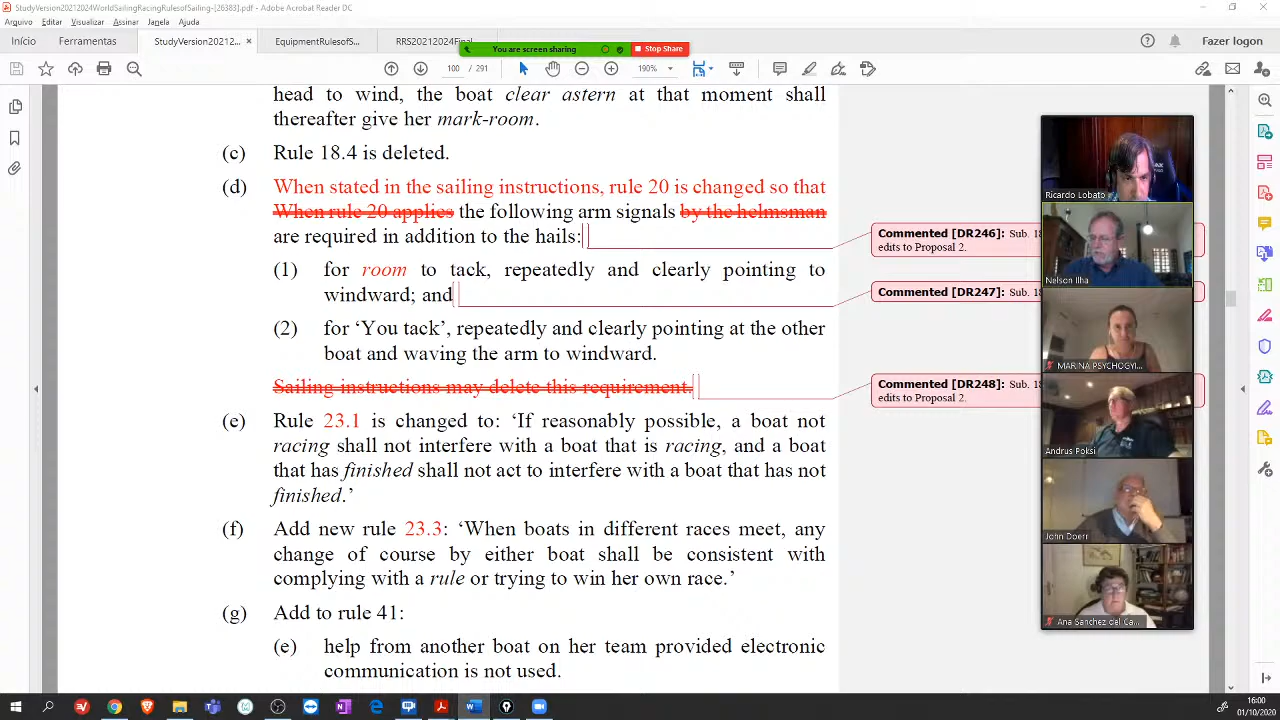 StudyVersion20212024WorldSailingRacingRulesofSailing-[26383].pdf - Adobe Acrobat Reader DC
Arquivo Editar Visualizar Assinar Janela Ajuda
Início Ferramentas StudyVersion20212... × EquipmentRulesofS... RRS20212024Final
Fazer logon
You are screen sharing Stop Share
100 / 291 190%
head to wind, the boat clear astern at that moment shall
thereafter give her mark-room.
(c) Rule 18.4 is deleted.
(d) When stated in the sailing instructions, rule 20 is changed so that
When rule 20 applies the following arm signals by the helmsman
are required in addition to the hails:
(1) for room to tack, repeatedly and clearly pointing to
windward; and
(2) for ‘You tack’, repeatedly and clearly pointing at the other
boat and waving the arm to windward.
Sailing instructions may delete this requirement.
(e) Rule 23.1 is changed to: ‘If reasonably possible, a boat not
racing shall not interfere with a boat that is racing, and a boat
that has finished shall not act to interfere with a boat that has not
finished.’
(f) Add new rule 23.3: ‘When boats in different races meet, any
change of course by either boat shall be consistent with
complying with a rule or trying to win her own race.’
(g) Add to rule 41:
(e) help from another boat on her team provided electronic
communication is not used.
Commented [DR246]: Sub. 18
edits to Proposal 2.
Commented [DR247]: Sub. 18
Commented [DR248]: Sub. 18
edits to Proposal 2.
Ricardo Lobato
Nelson Ilha
MARINA PSYCHOGYI...
Andrus Poksi
John Doerr
Ana Sanchez del Ca...
16:00
01/10/2020